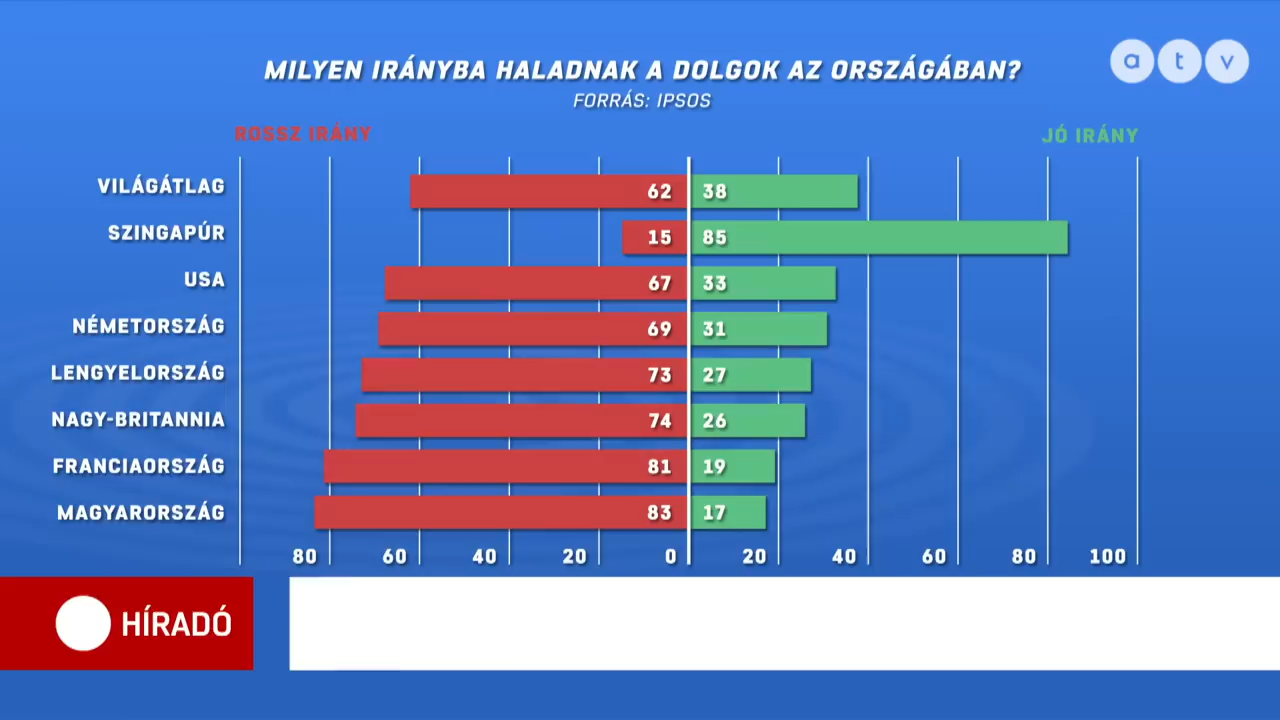 MILYEN IRÁNYBA HALADNAK A DOLGOK AZ ORSZÁGÁBAN?
atv
FORRÁS: IPSOS
ROSSZ IRÁNY JÓ IRÁNY
VILÁGÁTLAG 62 38
SZINGAPÚR 15 85
USA 67 33
NÉMETORSZÁG 69 31
LENGYELORSZÁG 73 27
NAGY-BRITANNIA 74 26
FRANCIAORSZÁG 81 19
MAGYARORSZÁG 83 17
80 60 40 20 0 20 40 60 80 100
HÍRADÓ